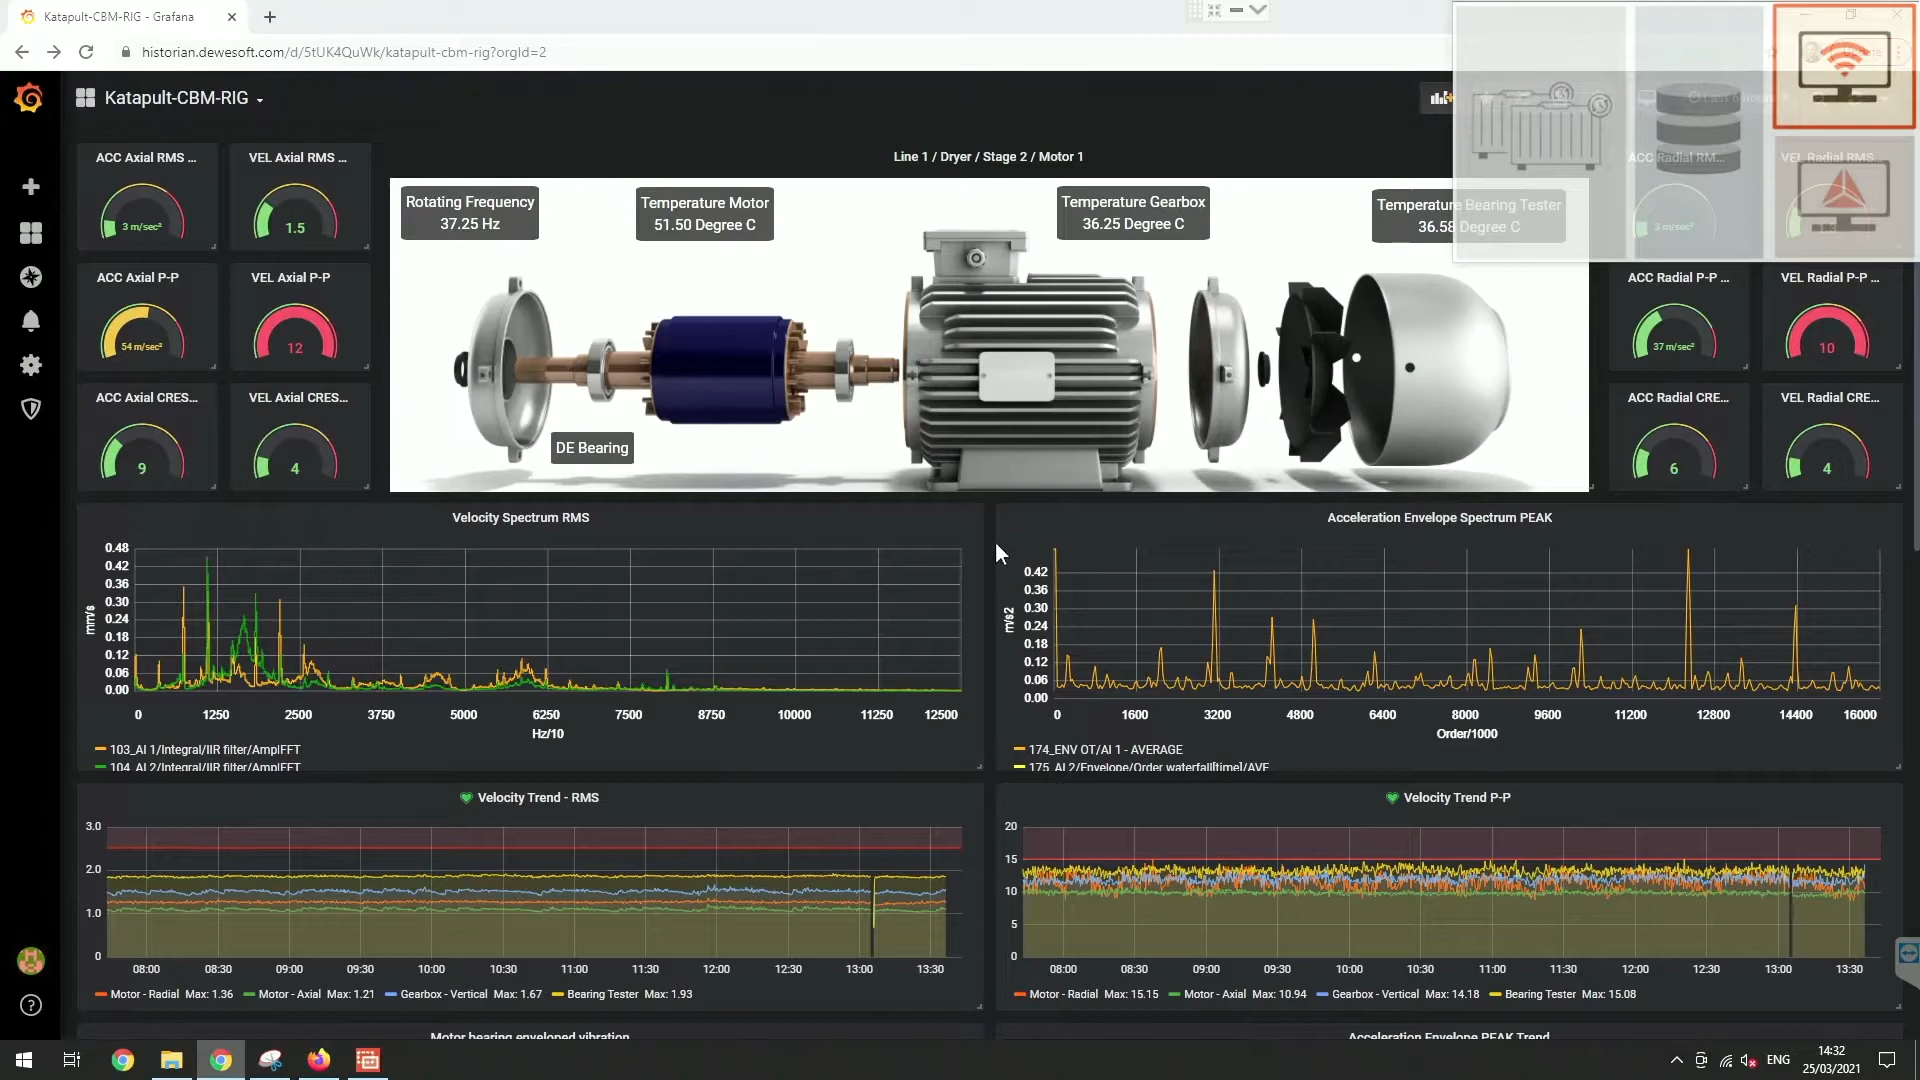 Katapult-CBM-RIG - Grafana
historian.dewesoft.com/d/5tUK4QuWk/katapult-cbm-rig?orgId=2
Katapult-CBM-RIG
Last 6 hours
Line 1 / Dryer / Stage 2 / Motor 1
ACC Axial RMS ...
3 m/sec²
VEL Axial RMS ...
1.5
ACC Axial P-P
54 m/sec²
VEL Axial P-P
12
ACC Axial CRES...
9
VEL Axial CRES...
4
Rotating Frequency
37.25 Hz
Temperature Motor
51.50 Degree C
Temperature Gearbox
36.25 Degree C
Temperature Bearing Tester
36.58 Degree C
DE Bearing
ACC Radial RM...
3 m/sec²
VEL Radial RMS
ACC Radial P-P ...
37 m/sec²
VEL Radial P-P ...
10
ACC Radial CRE...
6
VEL Radial CRE...
4
Velocity Spectrum RMS
mm/s
0.48
0.42
0.36
0.30
0.24
0.18
0.12
0.06
0.00
0 1250 2500 3750 5000 6250 7500 8750 10000 11250 12500
Hz/10
103_AI 1/Integral/IIR filter/AmplFFT
104_AI 2/Integral/IIR filter/AmplFFT
Acceleration Envelope Spectrum PEAK
m/s2
0.42
0.36
0.30
0.24
0.18
0.12
0.06
0.00
0 1600 3200 4800 6400 8000 9600 11200 12800 14400 16000
Order/1000
174_ENV OT/AI 1 - AVERAGE
175_AI 2/Envelope/Order waterfall[time]/AVE
Velocity Trend - RMS
3.0
2.0
1.0
0
08:00 08:30 09:00 09:30 10:00 10:30 11:00 11:30 12:00 12:30 13:00 13:30
Motor - Radial Max: 1.36 Motor - Axial Max: 1.21 Gearbox - Vertical Max: 1.67 Bearing Tester Max: 1.93
Velocity Trend P-P
20
15
10
5
0
08:00 08:30 09:00 09:30 10:00 10:30 11:00 11:30 12:00 12:30 13:00 13:30
Motor - Radial Max: 15.15 Motor - Axial Max: 10.94 Gearbox - Vertical Max: 14.18 Bearing Tester Max: 15.08
Motor bearing enveloped vibration
Acceleration Envelope PEAK Trend
ENG
14:32
25/03/2021